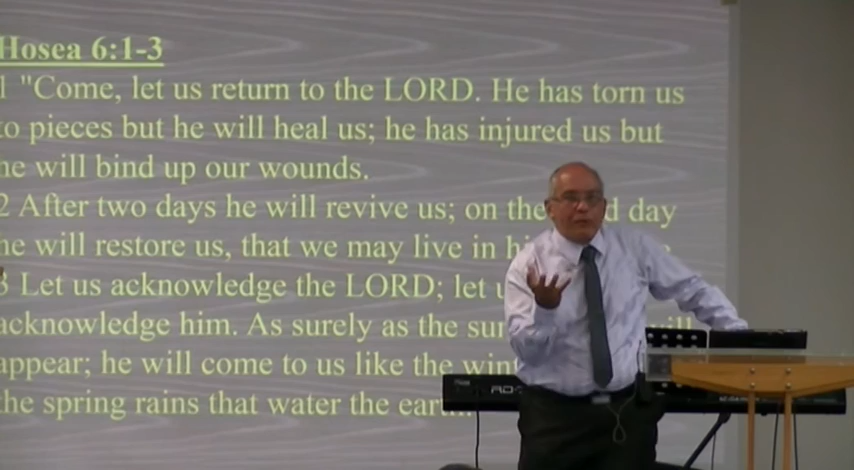 Hosea 6:1-3
1 "Come, let us return to the LORD. He has torn us
to pieces but he will heal us; he has injured us but
he will bind up our wounds.
2 After two days he will revive us; on the d day
he will restore us, that we may live in
3 Let us acknowledge the LORD; let
acknowledge him. As surely as the
appear; he will come to us like the
the spring rains that water the